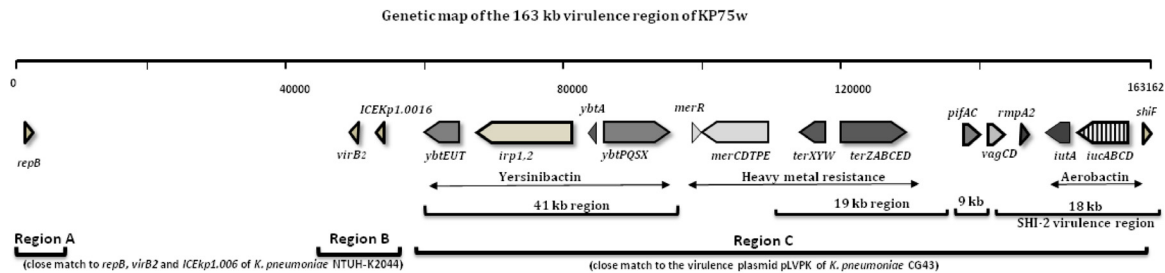 Genetic map of the 163 kb virulence region of KP75w
0 40000 80000 120000 163162
repB
virB2
ICEKp1.0016
ybtEUT
irp1,2
ybtA
ybtPQSX
merR
merCDTPE
terXYW
terZABCED
pifAC
vagCD
rmpA2
iutA
iucABCD
shiF
Yersinibactin
Heavy metal resistance
Aerobactin
41 kb region
19 kb region
9 kb
18 kb
SHI-2 virulence region
Region A
Region B
Region C
(close match to repB, virB2 and ICEkp1.006 of K. pneumoniae NTUH-K2044)
(close match to the virulence plasmid pLVPK of K. pneumoniae CG43)